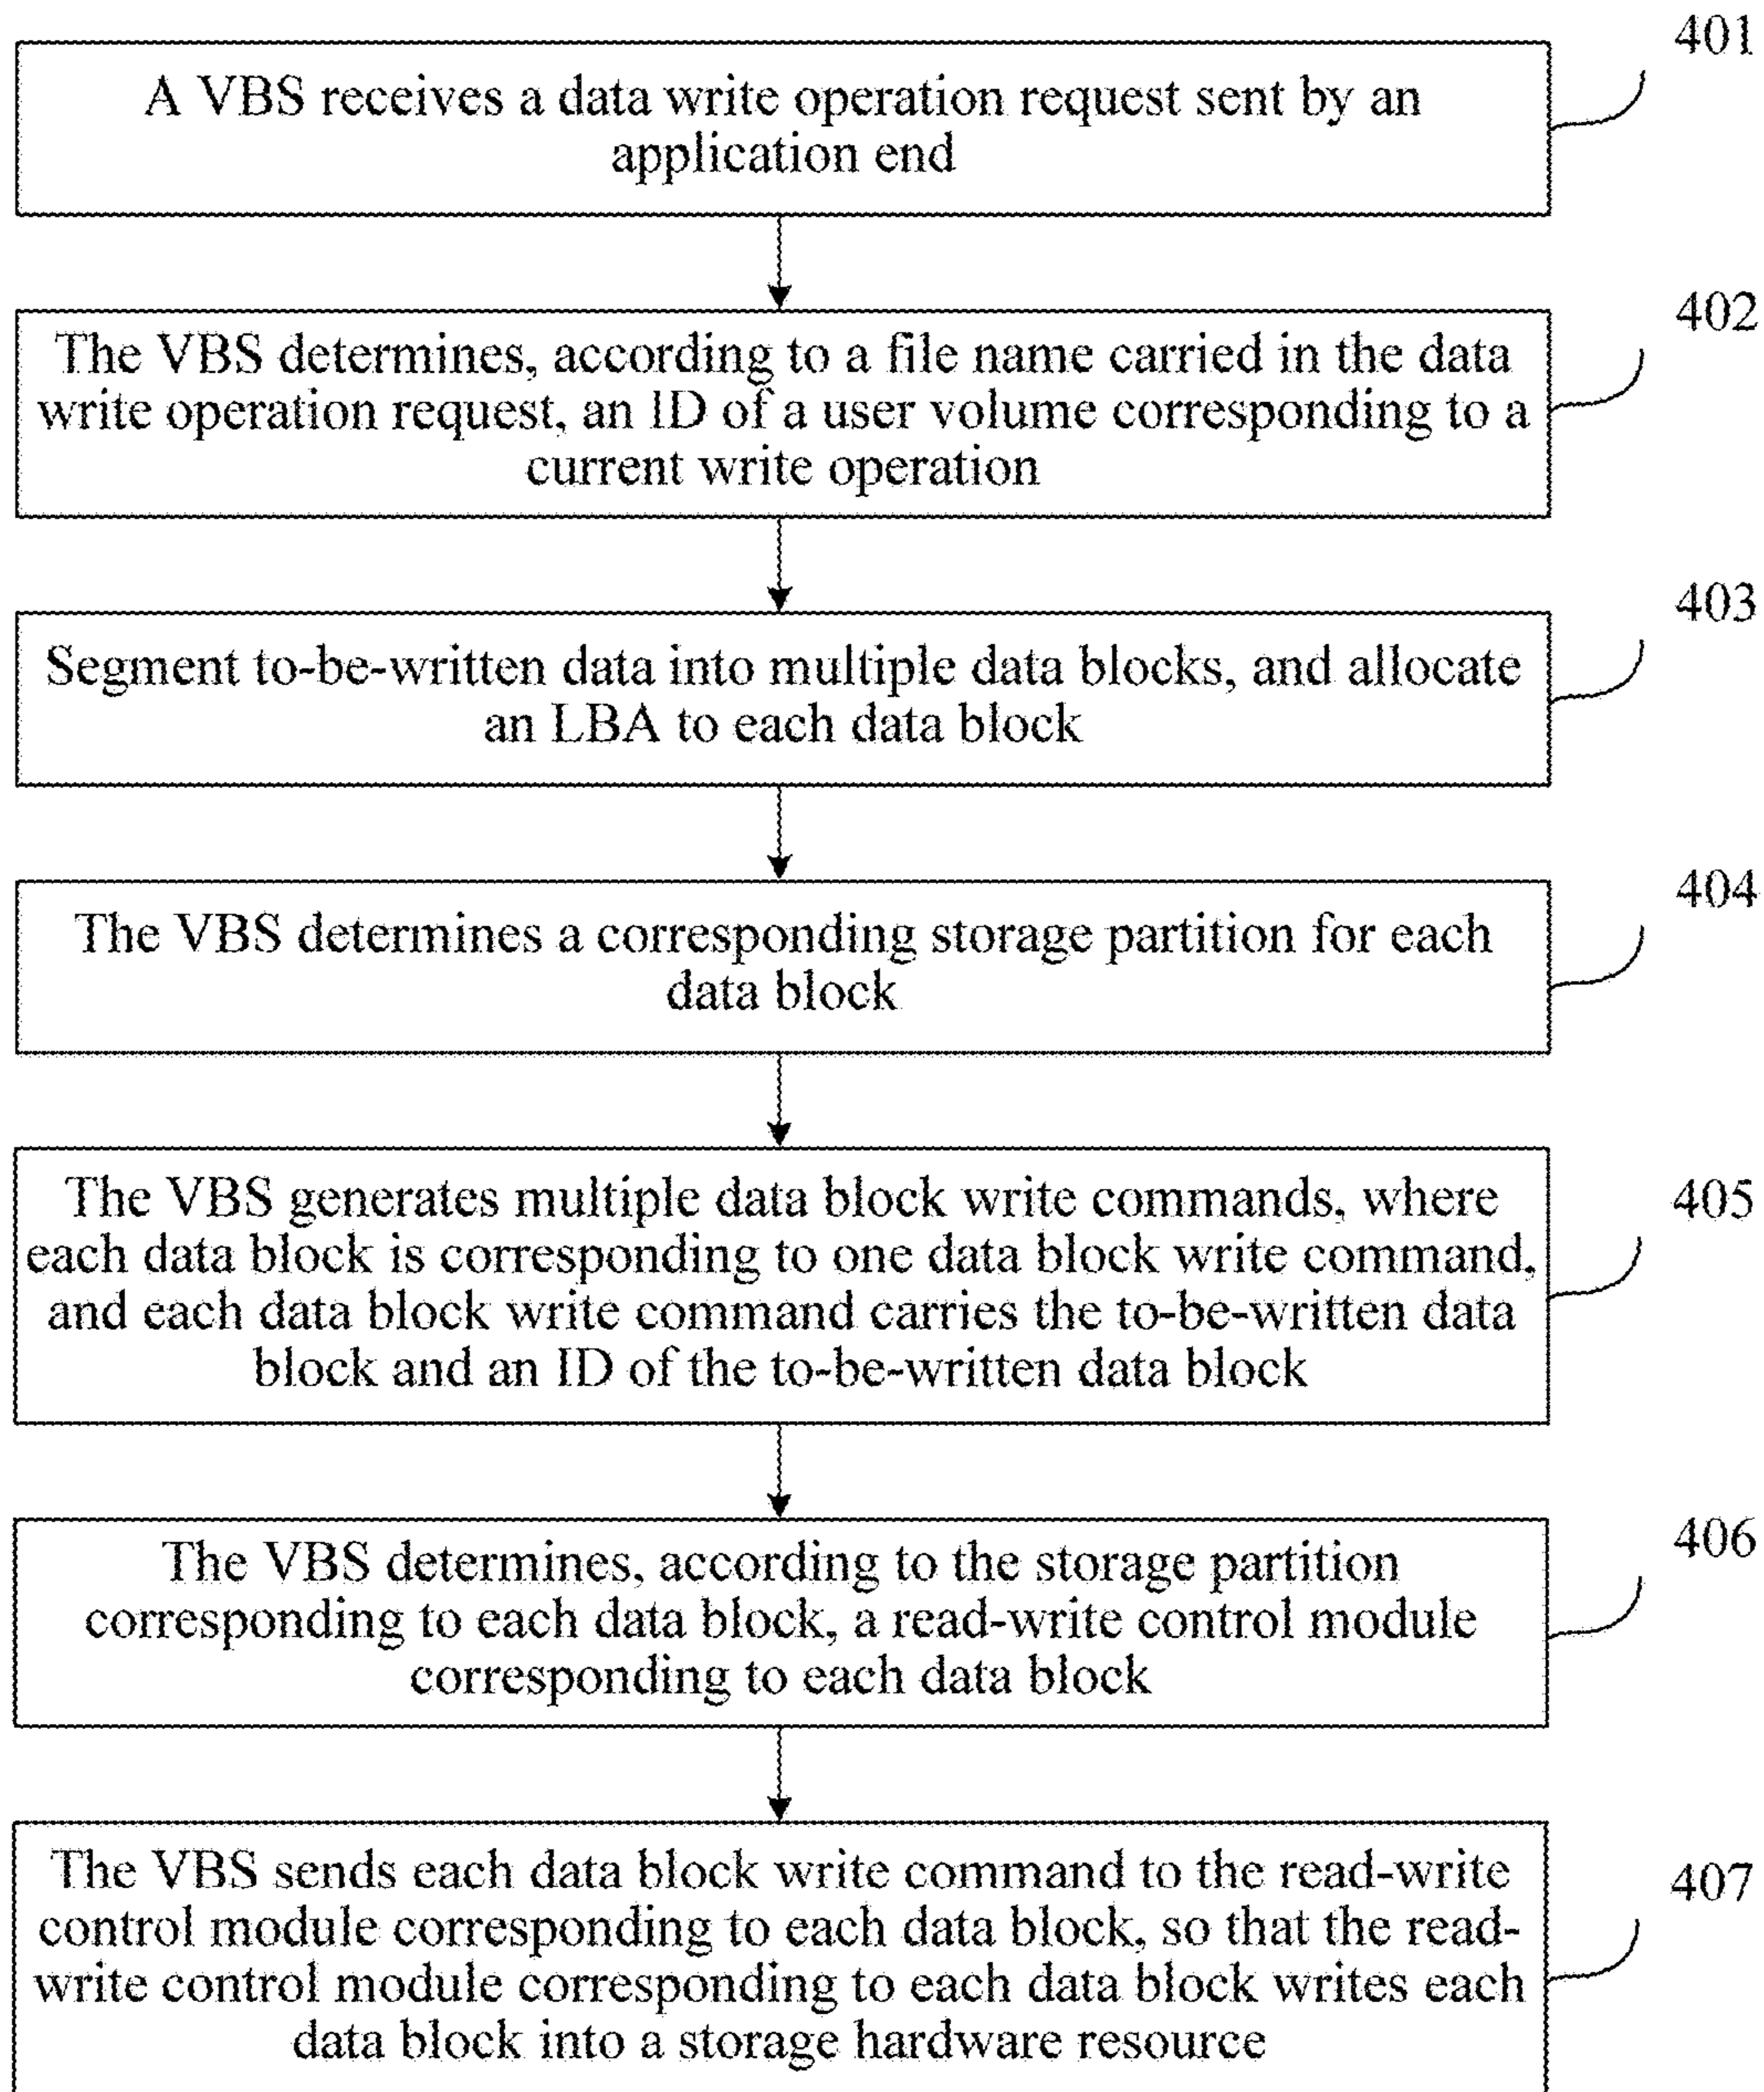 401
A VBS receives a data write operation request sent by an
application end
402
The VBS determines, according to a file name carried in the data
write operation request, an ID of a user volume corresponding to a
current write operation
403
Segment to-be-written data into multiple data blocks, and allocate
an LBA to each data block
404
The VBS determines a corresponding storage partition for each
data block
405
The VBS generates multiple data block write commands, where
each data block is corresponding to one data block write command,
and each data block write command carries the to-be-written data
block and an ID of the to-be-written data block
406
The VBS determines, according to the storage partition
corresponding to each data block, a read-write control module
corresponding to each data block
407
The VBS sends each data block write command to the read-write
control module corresponding to each data block, so that the read-
write control module corresponding to each data block writes each
data block into a storage hardware resource